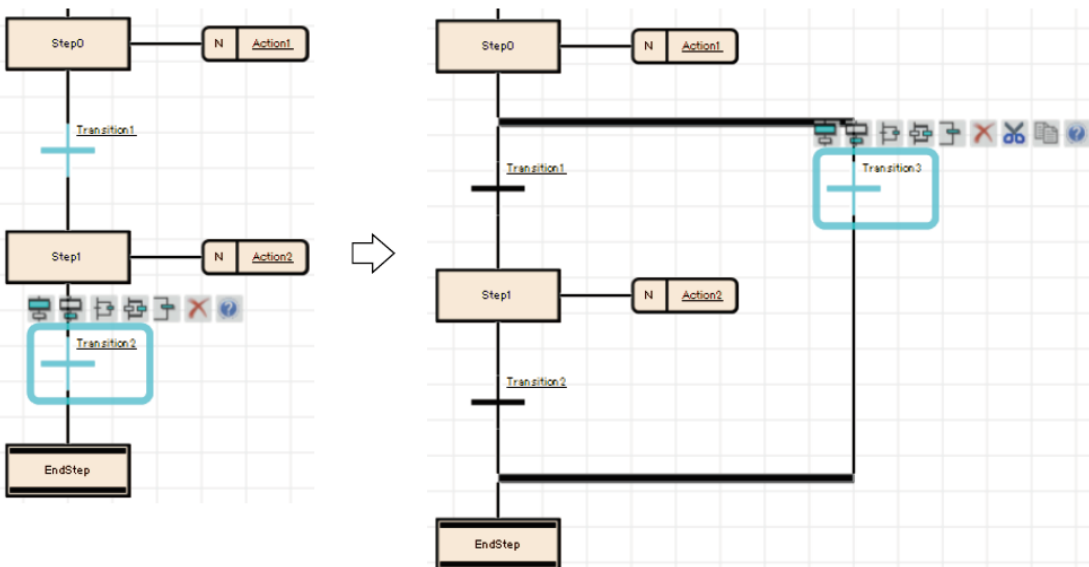 Step0
N
Action1
Transition1
Step1
N
Action2
Transition2
EndStep
Step0
N
Action1
Transition1
Transition3
Step1
N
Action2
Transition2
EndStep